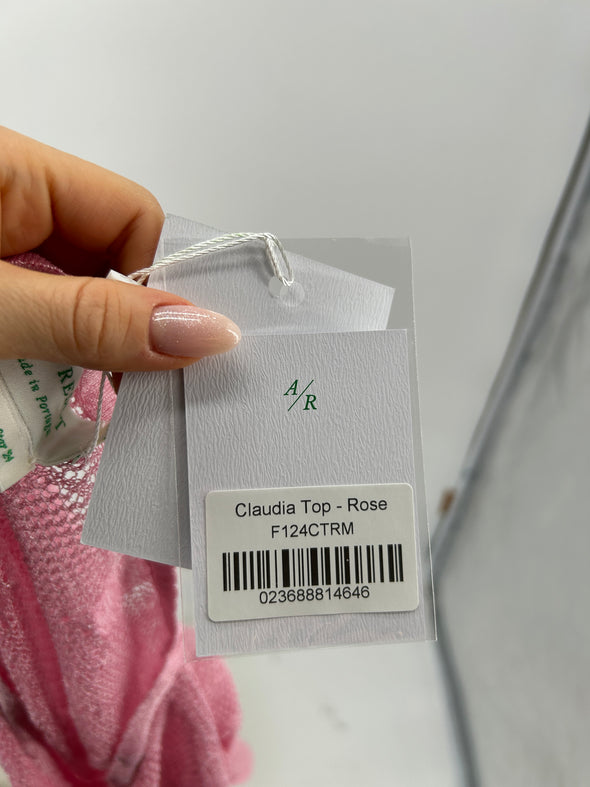 A/R
Claudia Top - Rose
F124CTRM
023688814646